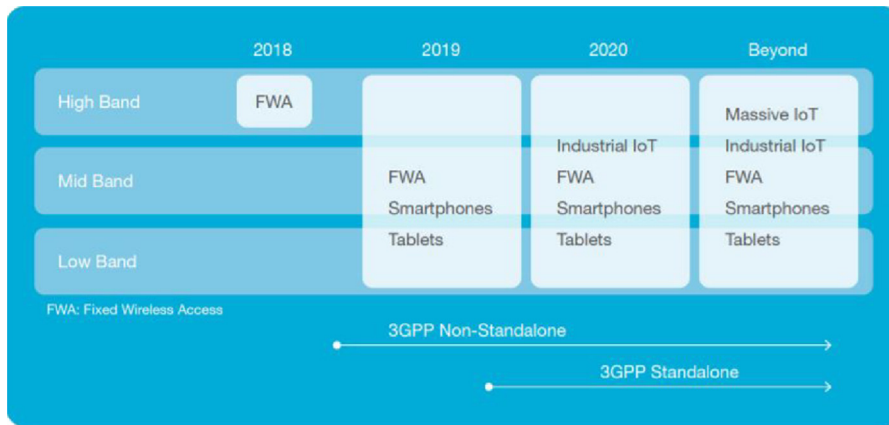 2018 2019 2020 Beyond
High Band
FWA
Massive IoT
Industrial IoT Industrial IoT
Mid Band
FWA FWA FWA
Smartphones Smartphones Smartphones
Tablets Tablets Tablets
Low Band
FWA: Fixed Wireless Access
3GPP Non-Standalone
3GPP Standalone